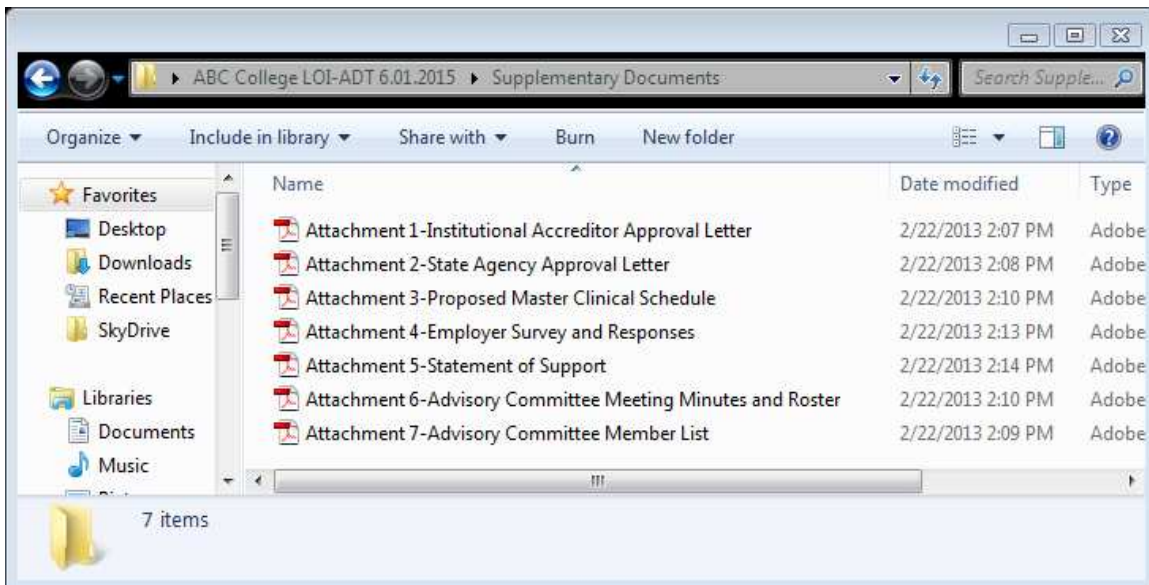 ABC College LOI-ADT 6.01.2015 Supplementary Documents Search Supple...
Organize Include in library Share with Burn New folder
Name Date modified Type
Favorites
Desktop
Downloads
Recent Places
SkyDrive
Libraries
Documents
Music
Attachment 1-Institutional Accreditor Approval Letter 2/22/2013 2:07 PM Adobe
Attachment 2-State Agency Approval Letter 2/22/2013 2:08 PM Adobe
Attachment 3-Proposed Master Clinical Schedule 2/22/2013 2:10 PM Adobe
Attachment 4-Employer Survey and Responses 2/22/2013 2:13 PM Adobe
Attachment 5-Statement of Support 2/22/2013 2:14 PM Adobe
Attachment 6-Advisory Committee Meeting Minutes and Roster 2/22/2013 2:10 PM Adobe
Attachment 7-Advisory Committee Member List 2/22/2013 2:09 PM Adobe
7 items